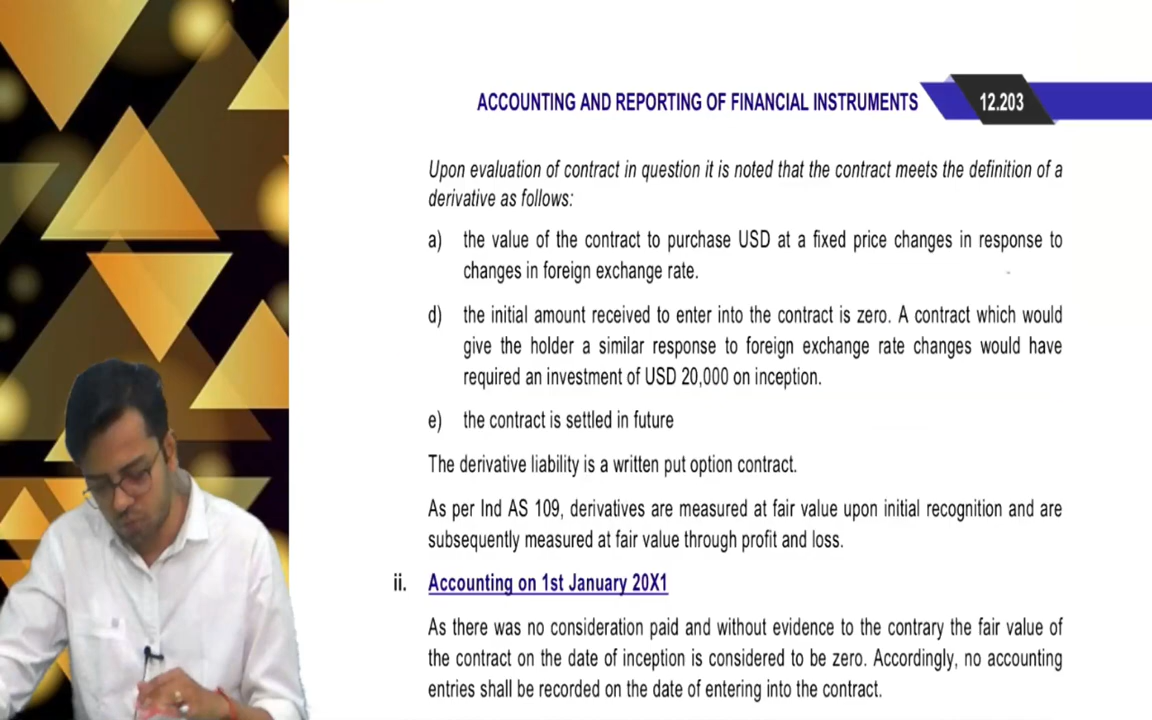 ACCOUNTING AND REPORTING OF FINANCIAL INSTRUMENTS 12.203
Upon evaluation of contract in question it is noted that the contract meets the definition of a
derivative as follows:
a) the value of the contract to purchase USD at a fixed price changes in response to
changes in foreign exchange rate.
d) the initial amount received to enter into the contract is zero. A contract which would
give the holder a similar response to foreign exchange rate changes would have
required an investment of USD 20,000 on inception.
e) the contract is settled in future
The derivative liability is a written put option contract.
As per Ind AS 109, derivatives are measured at fair value upon initial recognition and are
subsequently measured at fair value through profit and loss.
ii. Accounting on 1st January 20X1
As there was no consideration paid and without evidence to the contrary the fair value of
the contract on the date of inception is considered to be zero. Accordingly, no accounting
entries shall be recorded on the date of entering into the contract.